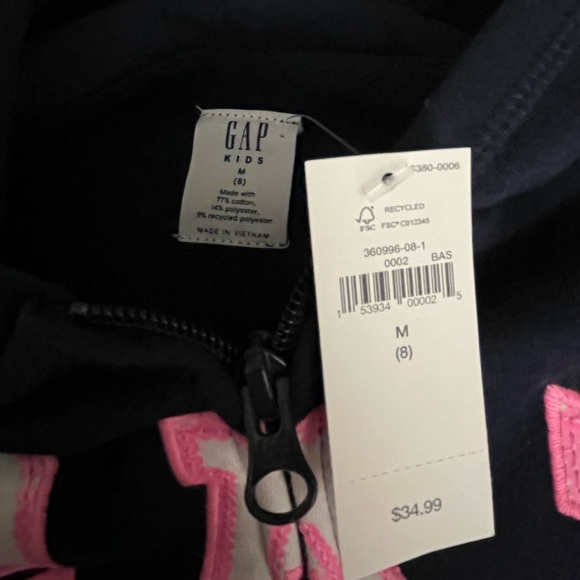 GAP
KIDS
M
(8)
Made with
77% cotton,
14% polyester,
9% recycled polyester
MADE IN VIETNAM
380-0006
RECYCLED
FSC FSC® C012345
360996-08-1
0002 BAS
1 53934 00002 5
M
(8)
$34.99